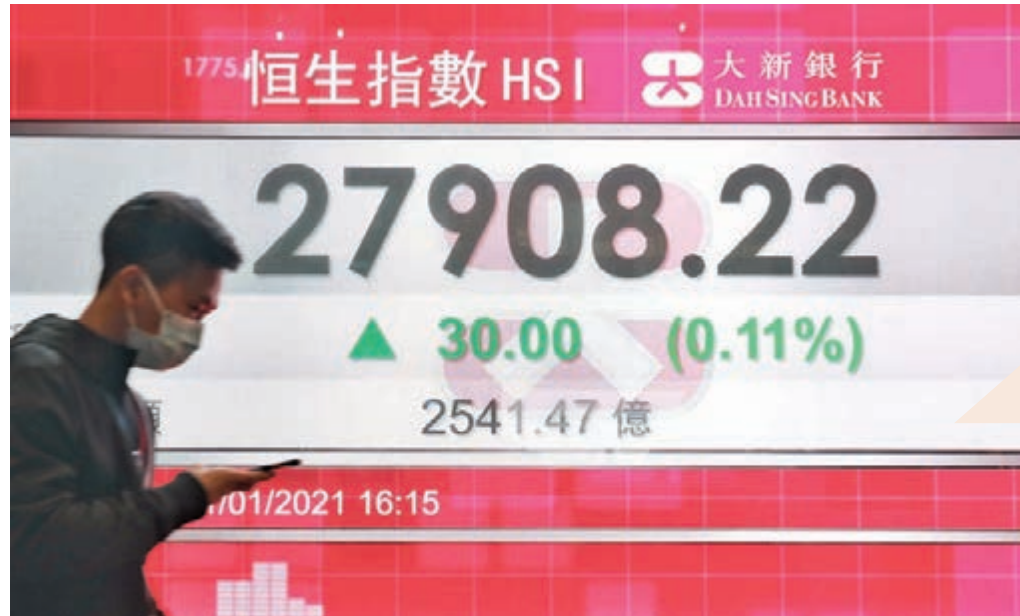 恒生指數 HSI
大新銀行
DAH SING BANK
27908.22
▲ 30.00 (0.11%)
2541.47 億
/01/2021 16:15